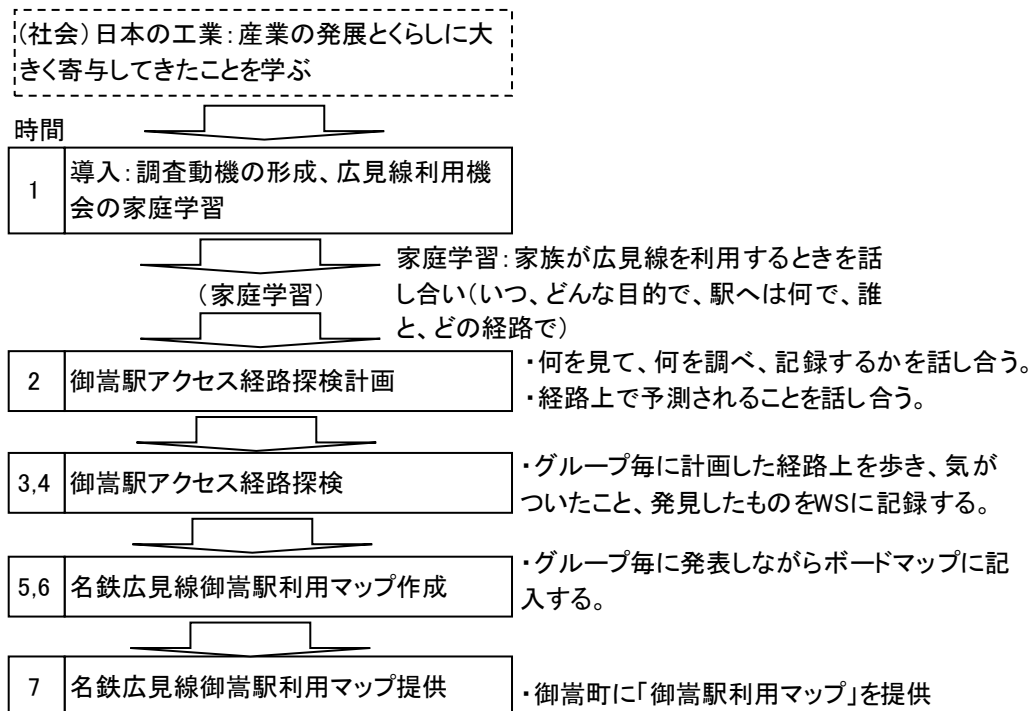 (社会)日本の工業:産業の発展とくらしに大
きく寄与してきたことを学ぶ
時間
1
導入:調査動機の形成、広見線利用機
会の家庭学習
(家庭学習)
家庭学習:家族が広見線を利用するときを話
し合い(いつ、どんな目的で、駅へは何で、誰
と、どの経路で)
2 御嵩駅アクセス経路探検計画
・何を見て、何を調べ、記録するかを話し合う。
・経路上で予測されることを話し合う。
3,4 御嵩駅アクセス経路探検
・グループ毎に計画した経路上を歩き、気が
ついたこと、発見したものをWSに記録する。
5,6 名鉄広見線御嵩駅利用マップ作成
・グループ毎に発表しながらボードマップに記
入する。
7 名鉄広見線御嵩駅利用マップ提供
・御嵩町に「御嵩駅利用マップ」を提供